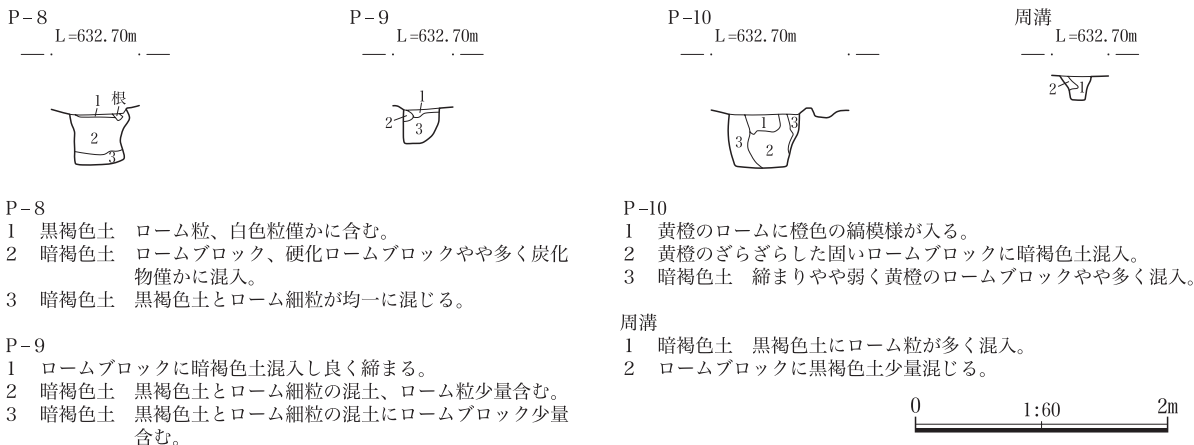 P-8
L=632.70m
1 根
2
3
P-9
L=632.70m
1
2
3
P-10
L=632.70m
1
3
3
2
周溝
L=632.70m
2
1
P-8
1 黒褐色土 ローム粒、白色粒僅かに含む。
2 暗褐色土 ロームブロック、硬化ロームブロックやや多く炭化
物僅かに混入。
3 暗褐色土 黒褐色土とローム細粒が均一に混じる。
P-9
1 ロームブロックに暗褐色土混入し良く締まる。
2 暗褐色土 黒褐色土とローム細粒の混土、ローム粒少量含む。
3 暗褐色土 黒褐色土とローム細粒の混土にロームブロック少量
含む。
P-10
1 黄橙のロームに橙色の縞模様が入る。
2 黄橙のざらざらした固いロームブロックに暗褐色土混入。
3 暗褐色土 締まりやや弱く黄橙のロームブロックやや多く混入。
周溝
1 暗褐色土 黒褐色土にローム粒が多く混入。
2 ロームブロックに黒褐色土少量混じる。
0 1:60 2m